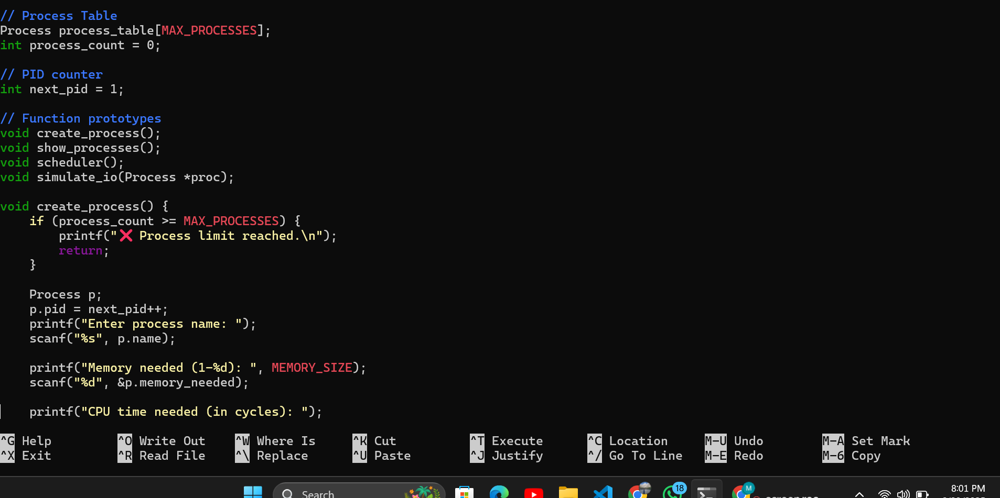 // Process Table
Process process_table[MAX_PROCESSES];
int process_count = 0;

// PID counter
int next_pid = 1;

// Function prototypes
void create_process();
void show_processes();
void scheduler();
void simulate_io(Process *proc);

void create_process() {
    if (process_count >= MAX_PROCESSES) {
        printf("❌ Process limit reached.\n");
        return;
    }

    Process p;
    p.pid = next_pid++;
    printf("Enter process name: ");
    scanf("%s", p.name);

    printf("Memory needed (1-%d): ", MEMORY_SIZE);
    scanf("%d", &p.memory_needed);

    printf("CPU time needed (in cycles): ");

^G Help ^O Write Out ^W Where Is ^K Cut ^T Execute ^C Location M-U Undo M-A Set Mark
^X Exit ^R Read File ^\ Replace ^U Paste ^J Justify ^/ Go To Line M-E Redo M-6 Copy
Search 18 M 8:01 PM